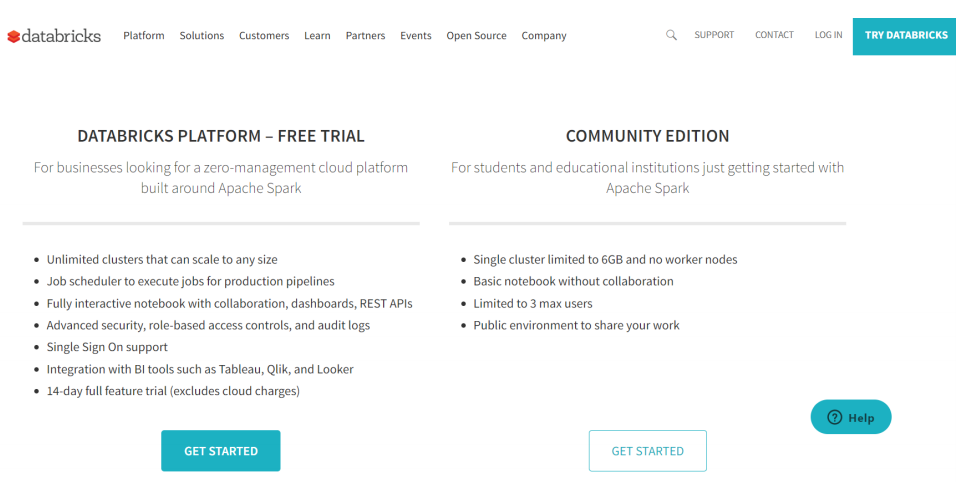 databricks Platform Solutions Customers Learn Partners Events Open Source Company SUPPORT CONTACT LOG IN TRY DATABRICKS
DATABRICKS PLATFORM – FREE TRIAL
For businesses looking for a zero-management cloud platform
built around Apache Spark
• Unlimited clusters that can scale to any size
• Job scheduler to execute jobs for production pipelines
• Fully interactive notebook with collaboration, dashboards, REST APIs
• Advanced security, role-based access controls, and audit logs
• Single Sign On support
• Integration with BI tools such as Tableau, Qlik, and Looker
• 14-day full feature trial (excludes cloud charges)
GET STARTED
COMMUNITY EDITION
For students and educational institutions just getting started with
Apache Spark
• Single cluster limited to 6GB and no worker nodes
• Basic notebook without collaboration
• Limited to 3 max users
• Public environment to share your work
GET STARTED
? Help